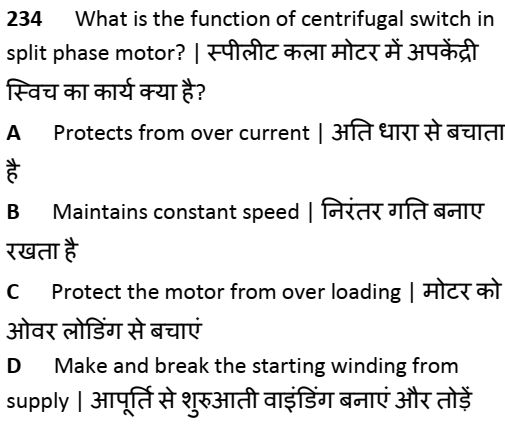 234 What is the function of centrifugal switch in
split phase motor? | स्पीलीट कला मोटर में अपकेंद्री
स्विच का कार्य क्या है?
A Protects from over current | अति धारा से बचाता
है
B Maintains constant speed | निरंतर गति बनाए
रखता है
C Protect the motor from over loading | मोटर को
ओवर लोडिंग से बचाएं
D Make and break the starting winding from
supply | आपूर्ति से शुरुआती वाइंडिंग बनाएं और तोड़ें